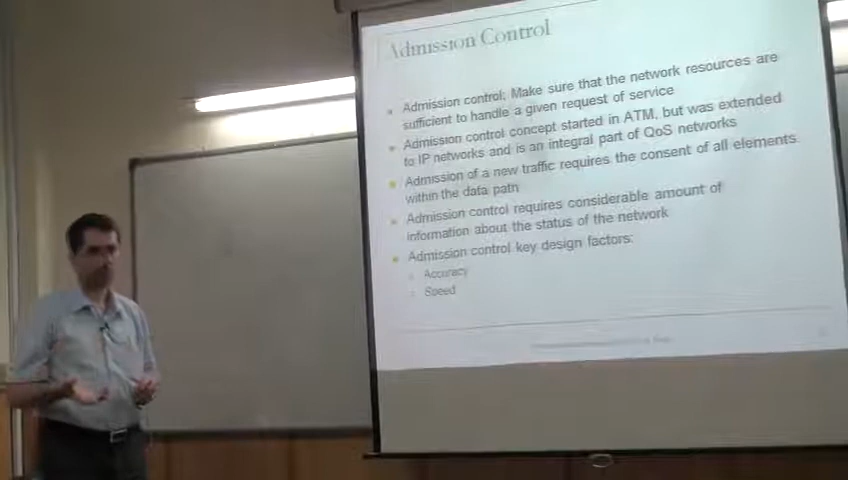 Admission Control
Admission control: Make sure that the network resources are
sufficient to handle a given request of service
Admission control concept started in ATM, but was extended
to IP networks and is an integral part of QoS networks
Admission of a new traffic requires the consent of all elements
within the data path
Admission control requires considerable amount of
information about the status of the network
Admission control key design factors:
Accuracy
Speed